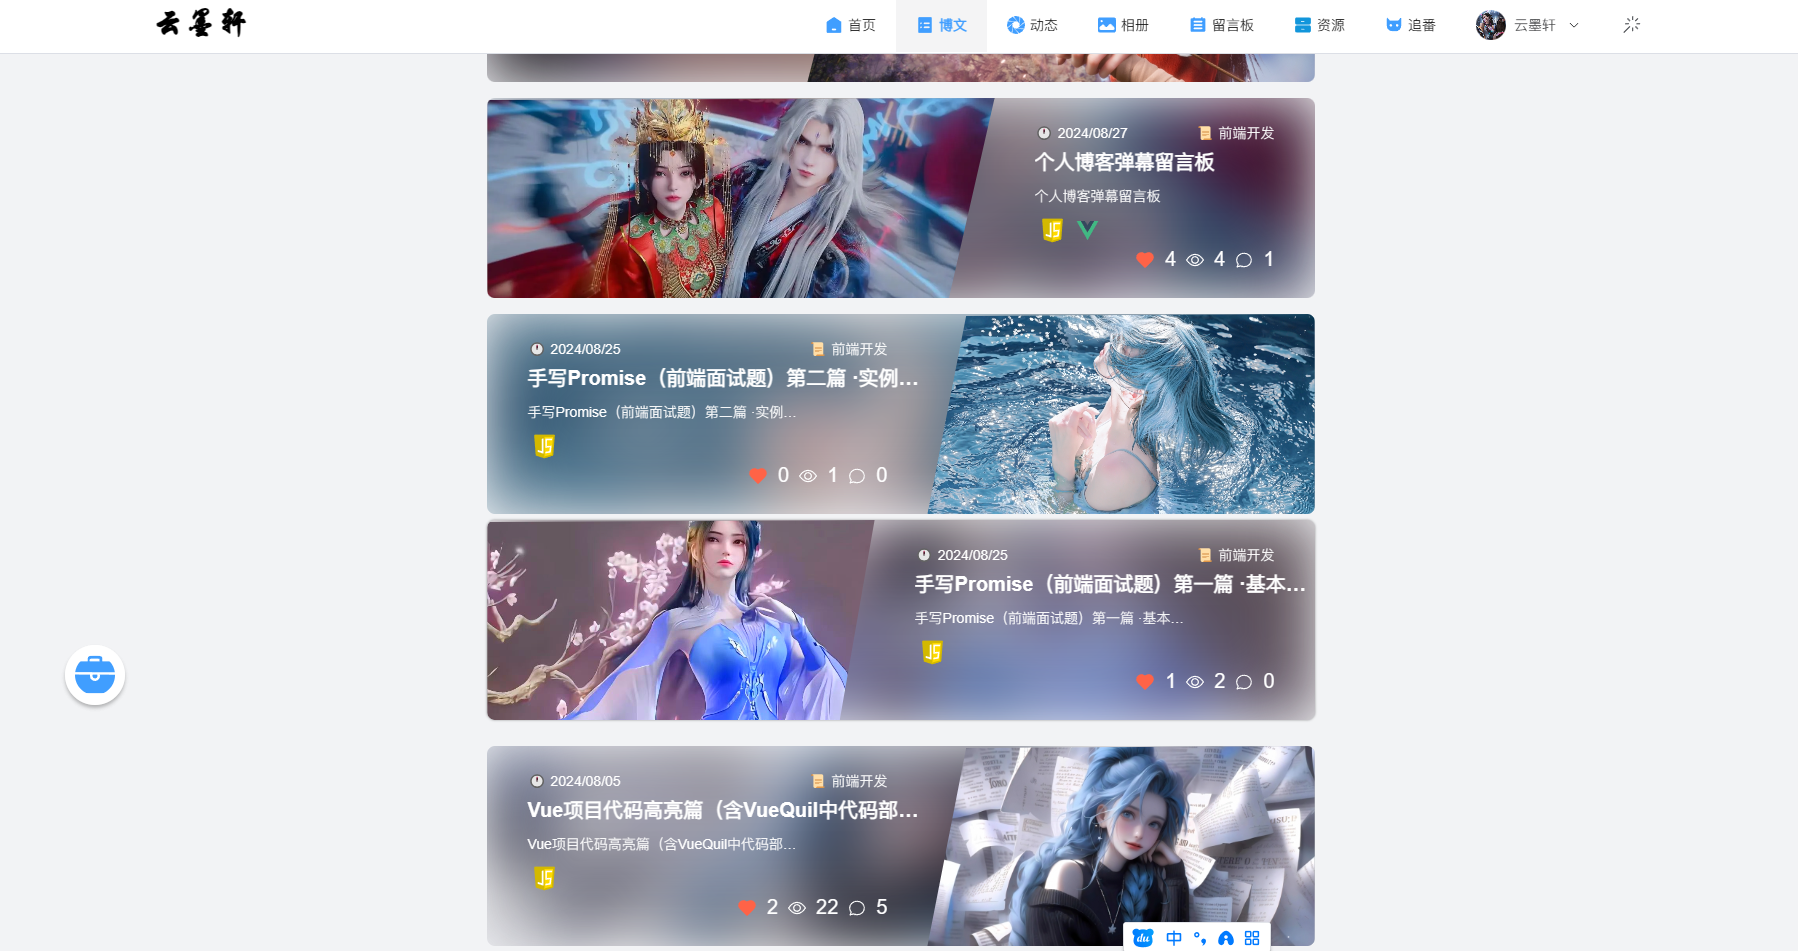 云墨轩
首页 博文 动态 相册 留言板 资源 追番 云墨轩
2024/08/27 前端开发
个人博客弹幕留言板
个人博客弹幕留言板
JS
4 4 1
2024/08/25 前端开发
手写Promise（前端面试题）第二篇 ·实例...
手写Promise（前端面试题）第二篇 ·实例...
JS
0 1 0
2024/08/25 前端开发
手写Promise（前端面试题）第一篇 ·基本...
手写Promise（前端面试题）第一篇 ·基本...
JS
1 2 0
2024/08/05 前端开发
Vue项目代码高亮篇（含VueQuil中代码部...
Vue项目代码高亮篇（含VueQuil中代码部...
JS
2 22 5
du 中 °,